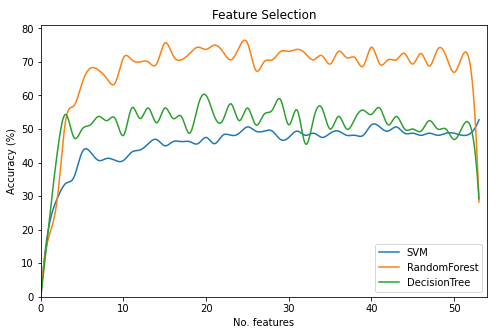 Feature Selection
80
70
60
50
40
30
20
10
0
Accuracy (%)
0 10 20 30 40 50
No. features
SVM
RandomForest
DecisionTree